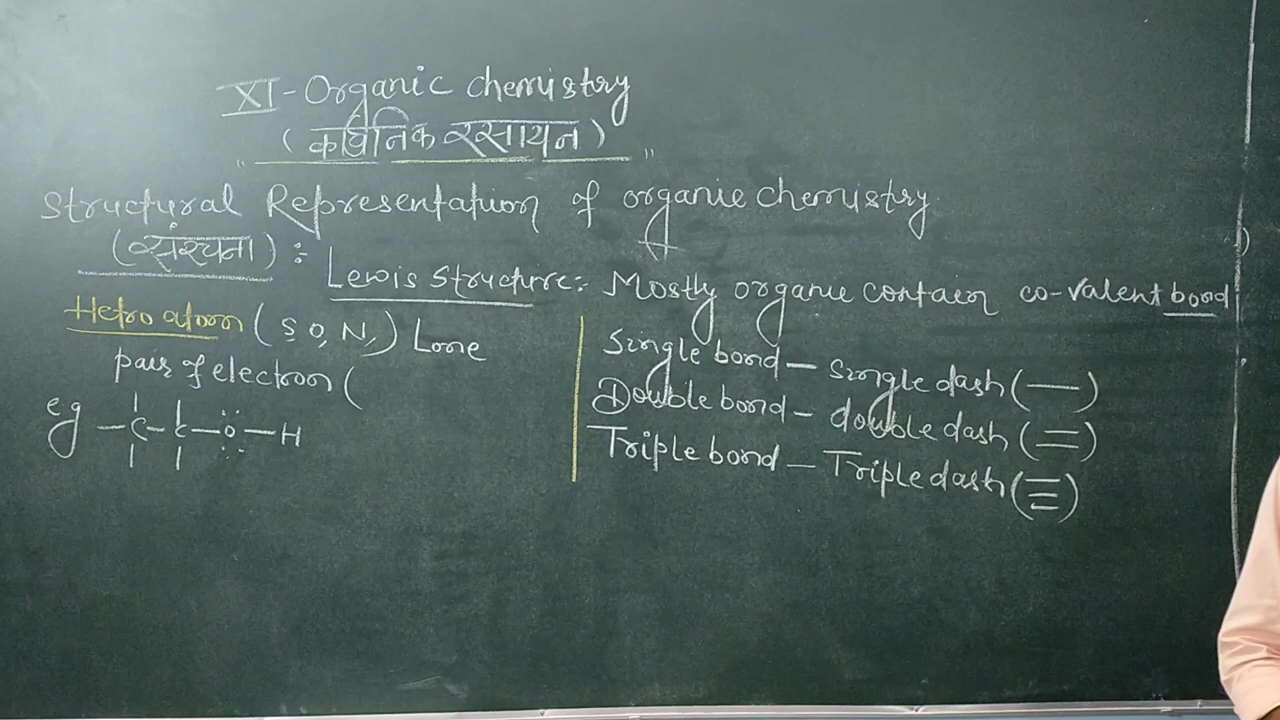 XI-Organic chemistry
(कार्बनिक रसायन)
" "
Structural Representation of organic chemistry
(संरचना):
Lewis structure: Mostly organic contain co-valent bond
Hetro atom (S O, N,) Lone
pair of electron (
eg -C-C-O-H
Single bond - single dash (—)
Double bond - double dash (=)
Triple bond - Triple dash (≡)